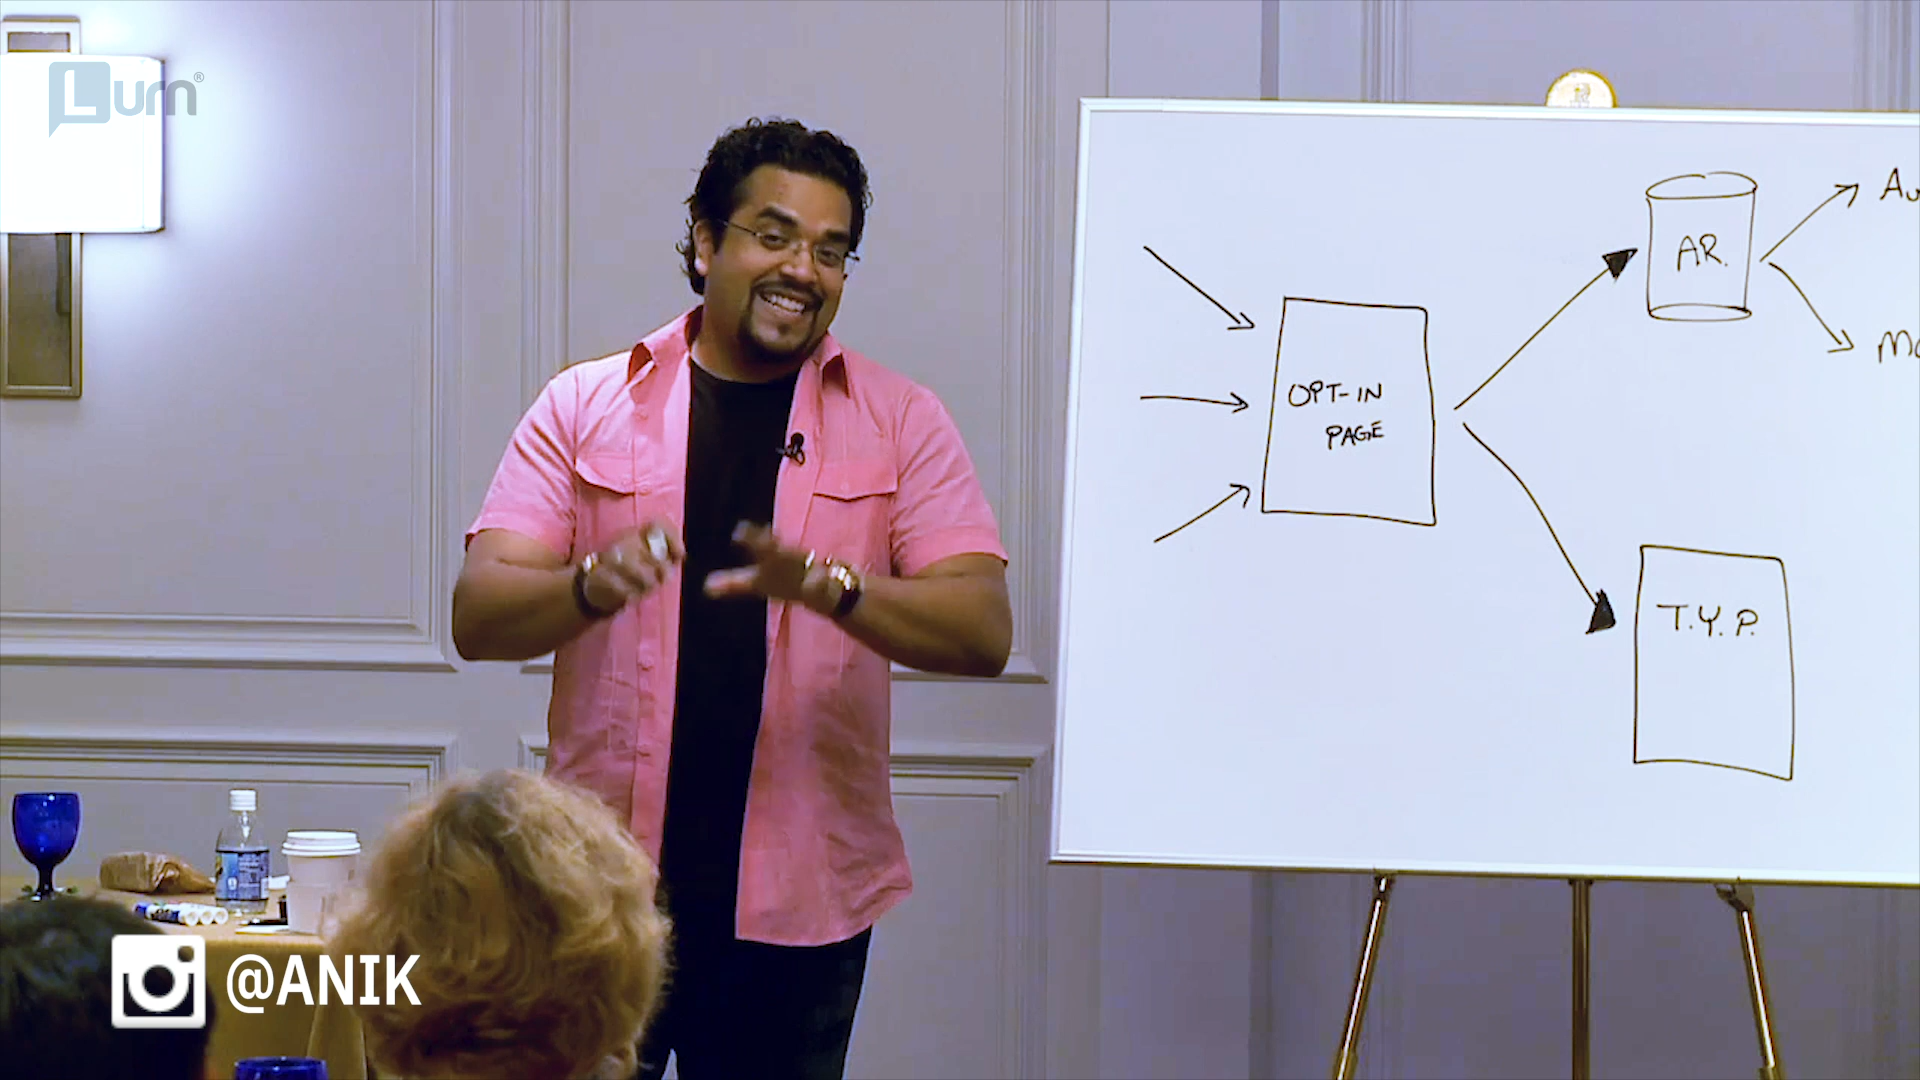 Lurn®
AR.
OPT-IN
PAGE
T.Y.P.
@ANIK